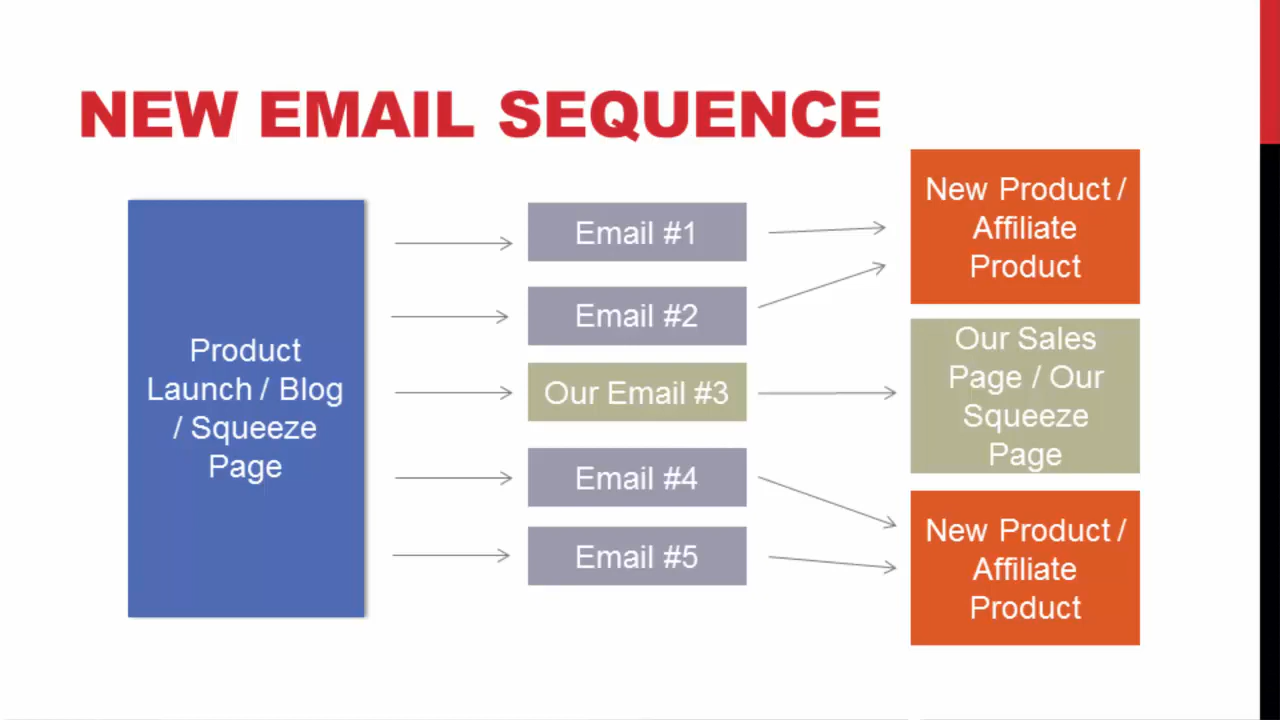 NEW EMAIL SEQUENCE
Product
Launch / Blog
/ Squeeze
Page
Email #1
Email #2
Our Email #3
Email #4
Email #5
New Product /
Affiliate
Product
Our Sales
Page / Our
Squeeze
Page
New Product /
Affiliate
Product